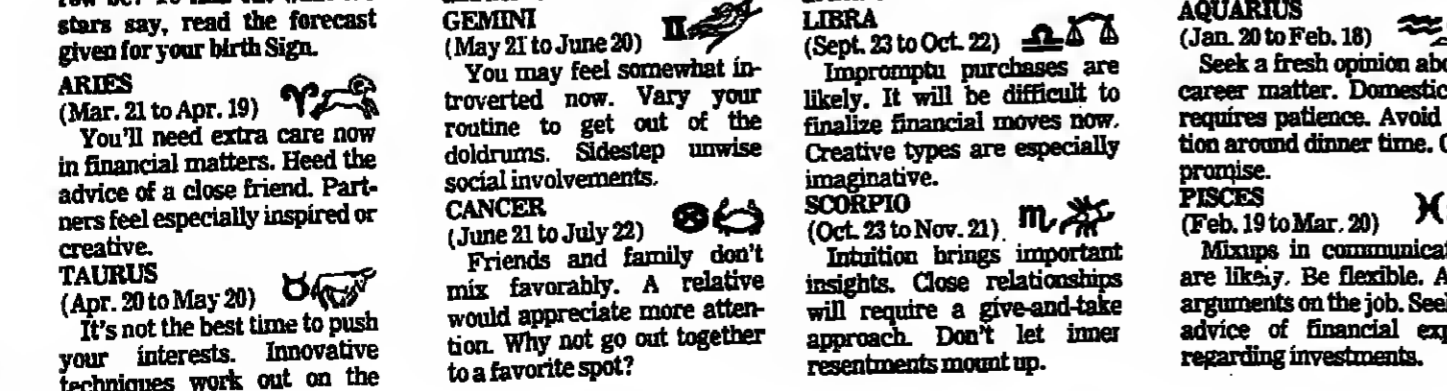 stars say, read the forecast
given for your birth Sign.
ARIES
(Mar. 21 to Apr. 19)
You'll need extra care now
in financial matters. Heed the
advice of a close friend. Part-
ners feel especially inspired or
creative.
TAURUS
(Apr. 20 to May 20)
It's not the best time to push
your interests. Innovative
techniques work out on the
GEMINI
(May 21 to June 20)
You may feel somewhat in-
troverted now. Vary your
routine to get out of the
doldrums. Sidestep unwise
social involvements.
CANCER
(June 21 to July 22)
Friends and family don't
mix favorably. A relative
would appreciate more atten-
tion. Why not go out together
to a favorite spot?
LIBRA
(Sept. 23 to Oct. 22)
Impromptu purchases are
likely. It will be difficult to
finalize financial moves now.
Creative types are especially
imaginative.
SCORPIO
(Oct. 23 to Nov. 21)
Intuition brings important
insights. Close relationships
will require a give-and-take
approach. Don't let inner
resentments mount up.
AQUARIUS
(Jan. 20 to Feb. 18)
Seek a fresh opinion
career matter. Domestic
requires patience. Avoid
tion around dinner time.
promise.
PISCES
(Feb. 19 to Mar. 20)
Mixups in
are likely. Be flexible.
arguments on the job.
advice of financial
regarding investments.